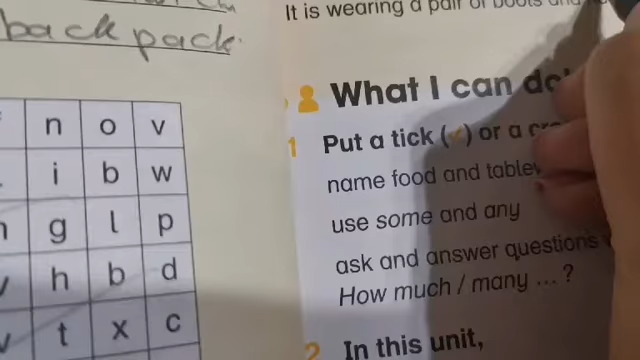 back pack.
n o v
i b w
g l p
h b d
t x c
It is wearing a pair of boots and
What I can do!
1 Put a tick (✓) or a
name food and
use some and any
ask and answer questions
How much / many ... ?
2 In this unit,